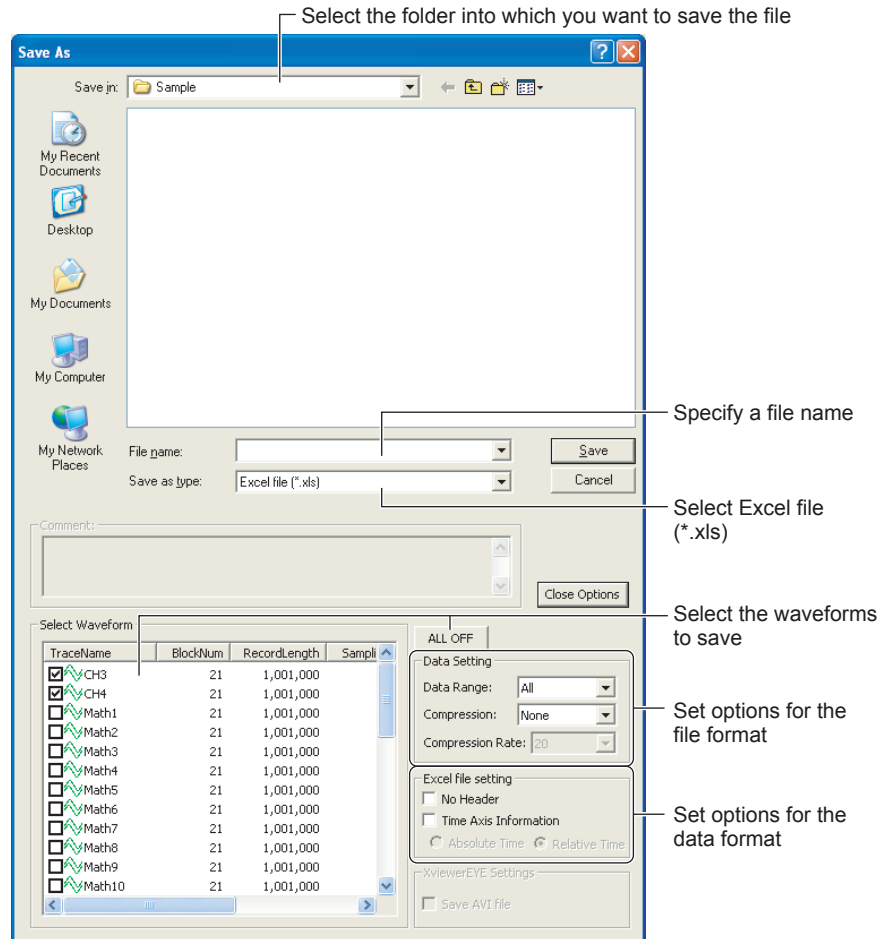 Select the folder into which you want to save the file
Save As
Save in: Sample
My Recent
Documents
Desktop
My Documents
My Computer
My Network
Places
File name:
Save
Specify a file name
Save as type: Excel file (*.xls)
Cancel
Select Excel file
(*.xls)
Comment:
Close Options
Select Waveform
ALL OFF
Select the waveforms
to save
TraceName BlockNum RecordLength Sampli
CH3 21 1,001,000
CH4 21 1,001,000
Math1 21 1,001,000
Math2 21 1,001,000
Math3 21 1,001,000
Math4 21 1,001,000
Math5 21 1,001,000
Math6 21 1,001,000
Math7 21 1,001,000
Math8 21 1,001,000
Math9 21 1,001,000
Math10 21 1,001,000
Data Setting
Data Range: All
Compression: None
Compression Rate: 20
Set options for the
file format
Excel file setting
No Header
Time Axis Information
Absolute Time Relative Time
Set options for the
data format
XviewerEYE Settings
Save AVI file